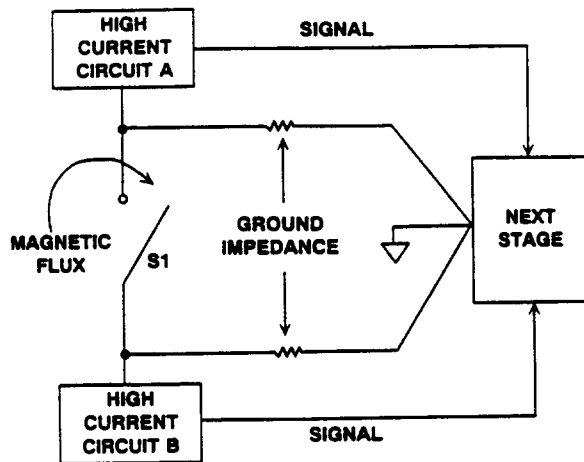 HIGH
CURRENT
CIRCUIT A
SIGNAL
MAGNETIC
FLUX
S1
GROUND
IMPEDANCE
NEXT
STAGE
HIGH
CURRENT
CIRCUIT B
SIGNAL